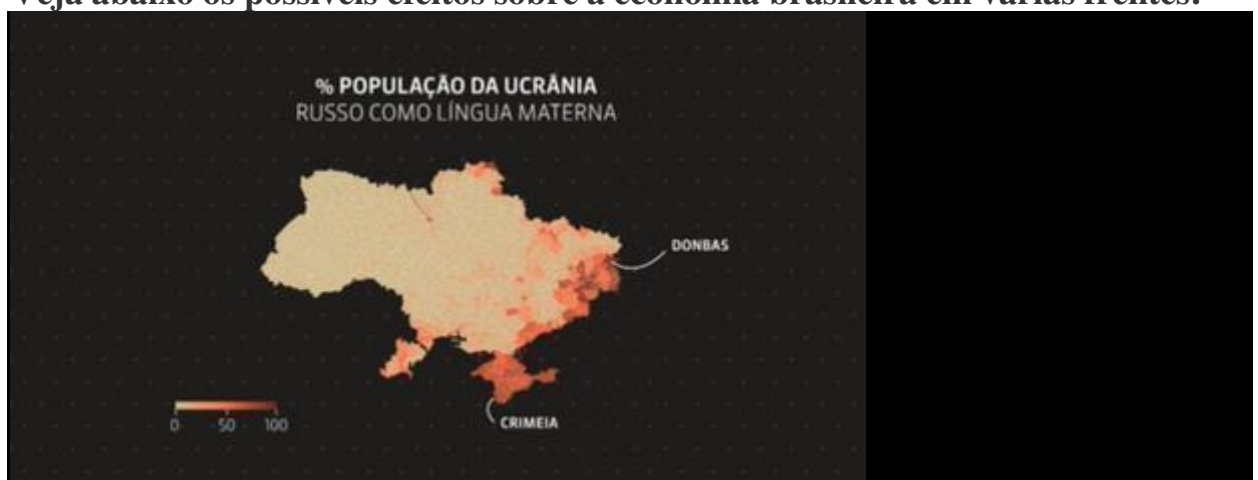 Veja abaixo os possíveis efeitos sobre a economia brasileira em várias frentes:
% POPULAÇÃO DA UCRÂNIA
RUSSO COMO LÍNGUA MATERNA
DONBAS
0 50 100
CRIMEIA